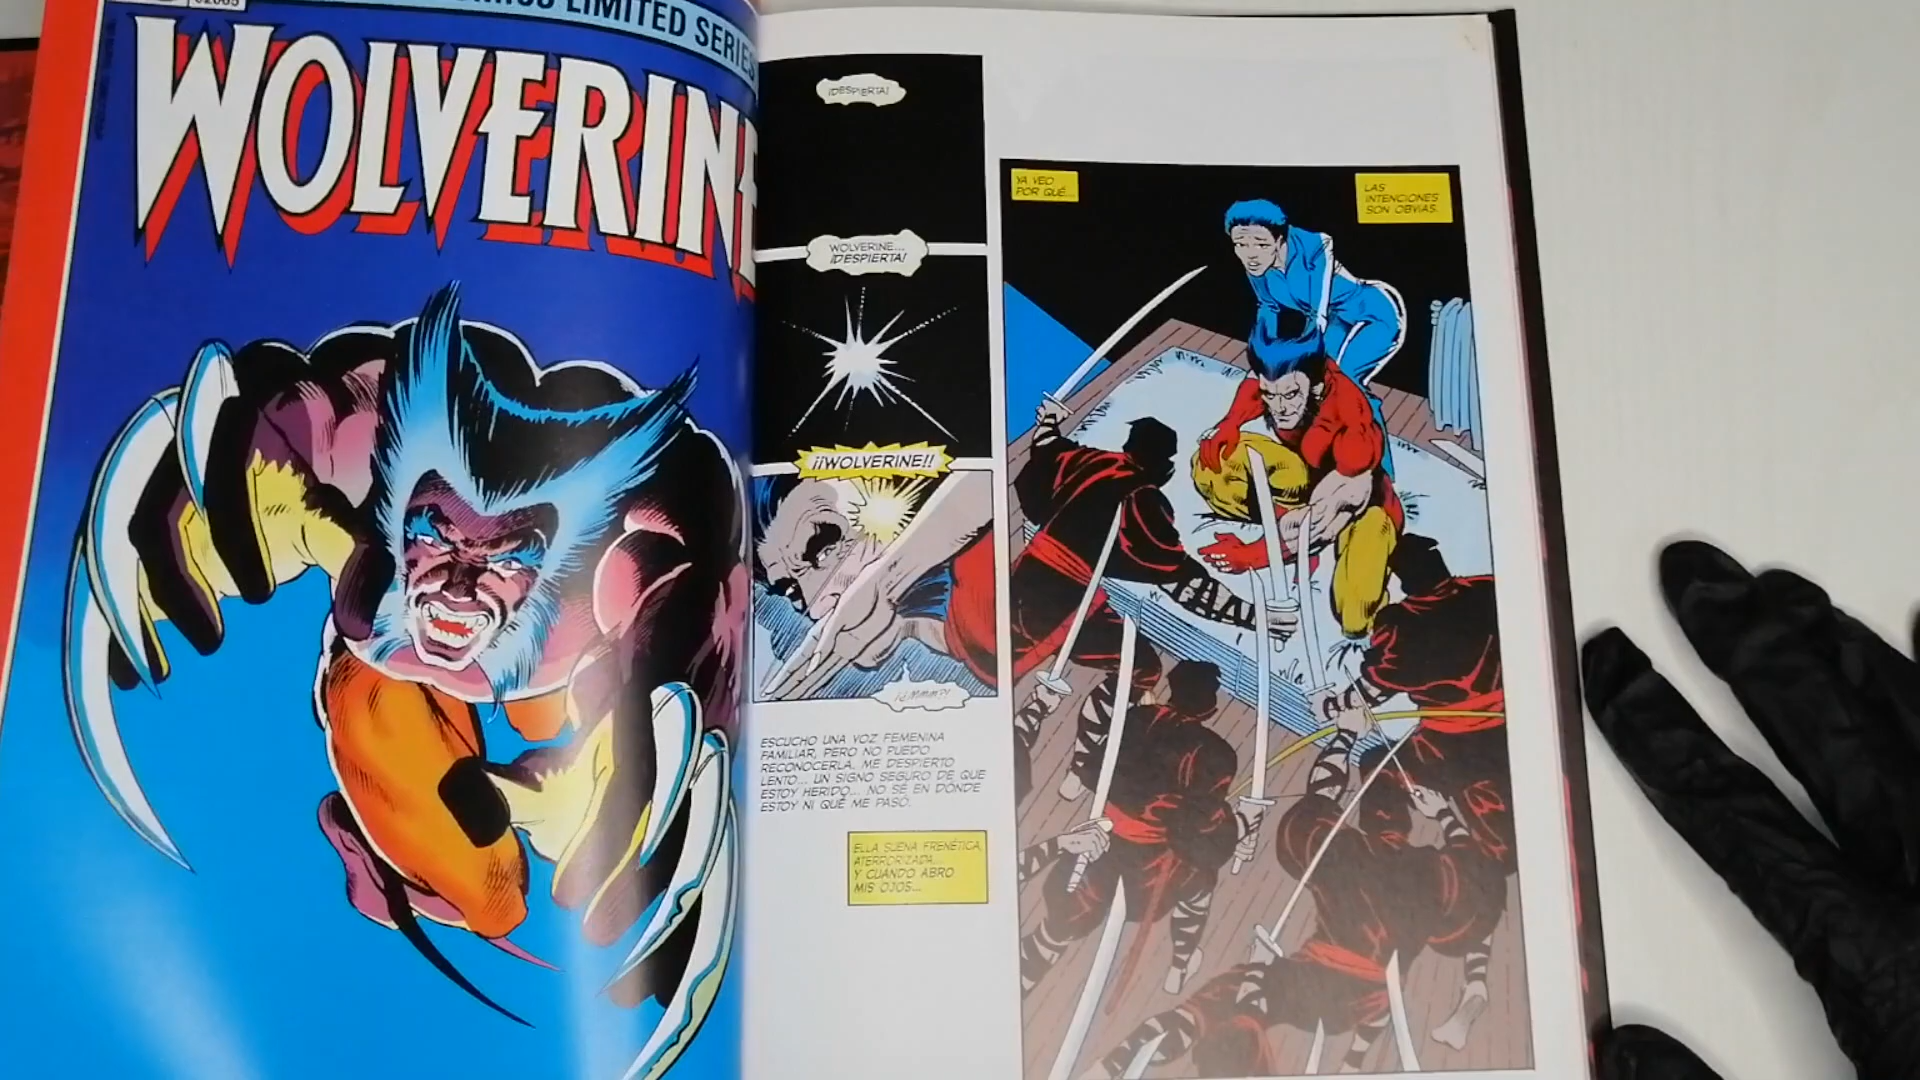 LIMITED SERIES
WOLVERINE
¡DESPIERTA!
WOLVERINE...
¡DESPIERTA!
¡¡WOLVERINE!!
ESCUCHO UNA VOZ FEMENINA
FAMILIAR, PERO NO PUEDO
RECONOCERLA. ME DESPIERTO
LENTO... UN SIGNO SEGURO DE QUE
ESTOY HERIDO... NO SÉ EN DÓNDE
ESTOY NI QUÉ ME PASÓ.
ELLA SUENA FRENÉTICA,
ATERRORIZADA...
Y CUANDO ABRO
MIS OJOS...
YA VEO
POR QUÉ...
LAS
INTENCIONES
SON OBVIAS.